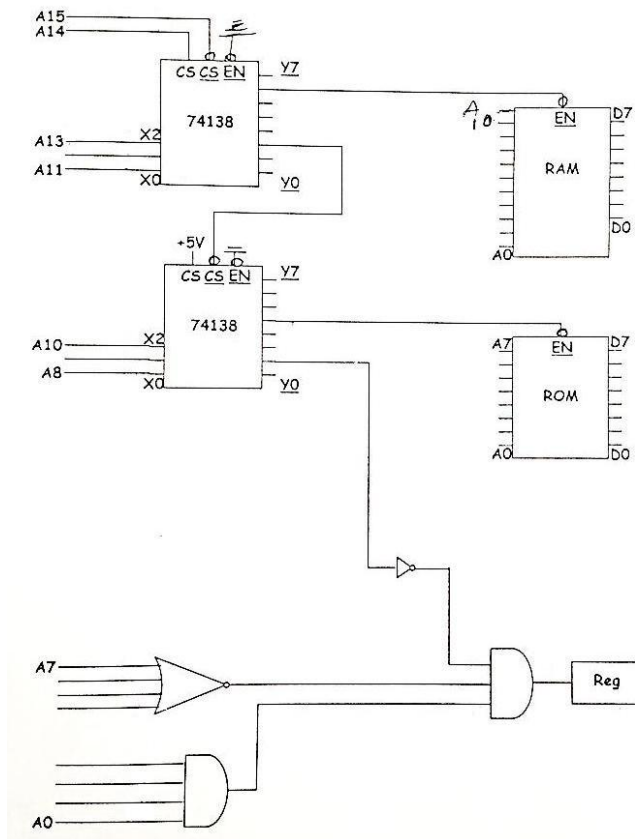 A15
A14
CS CS EN Y7
74138
A13 X2
A11 X0 Y0
A10 EN D7
RAM
D0
A0
+5V
CS CS EN Y7
74138
A10 X2
A8 X0 Y0
A7 EN D7
ROM
A0 D0
A7
Reg
A0